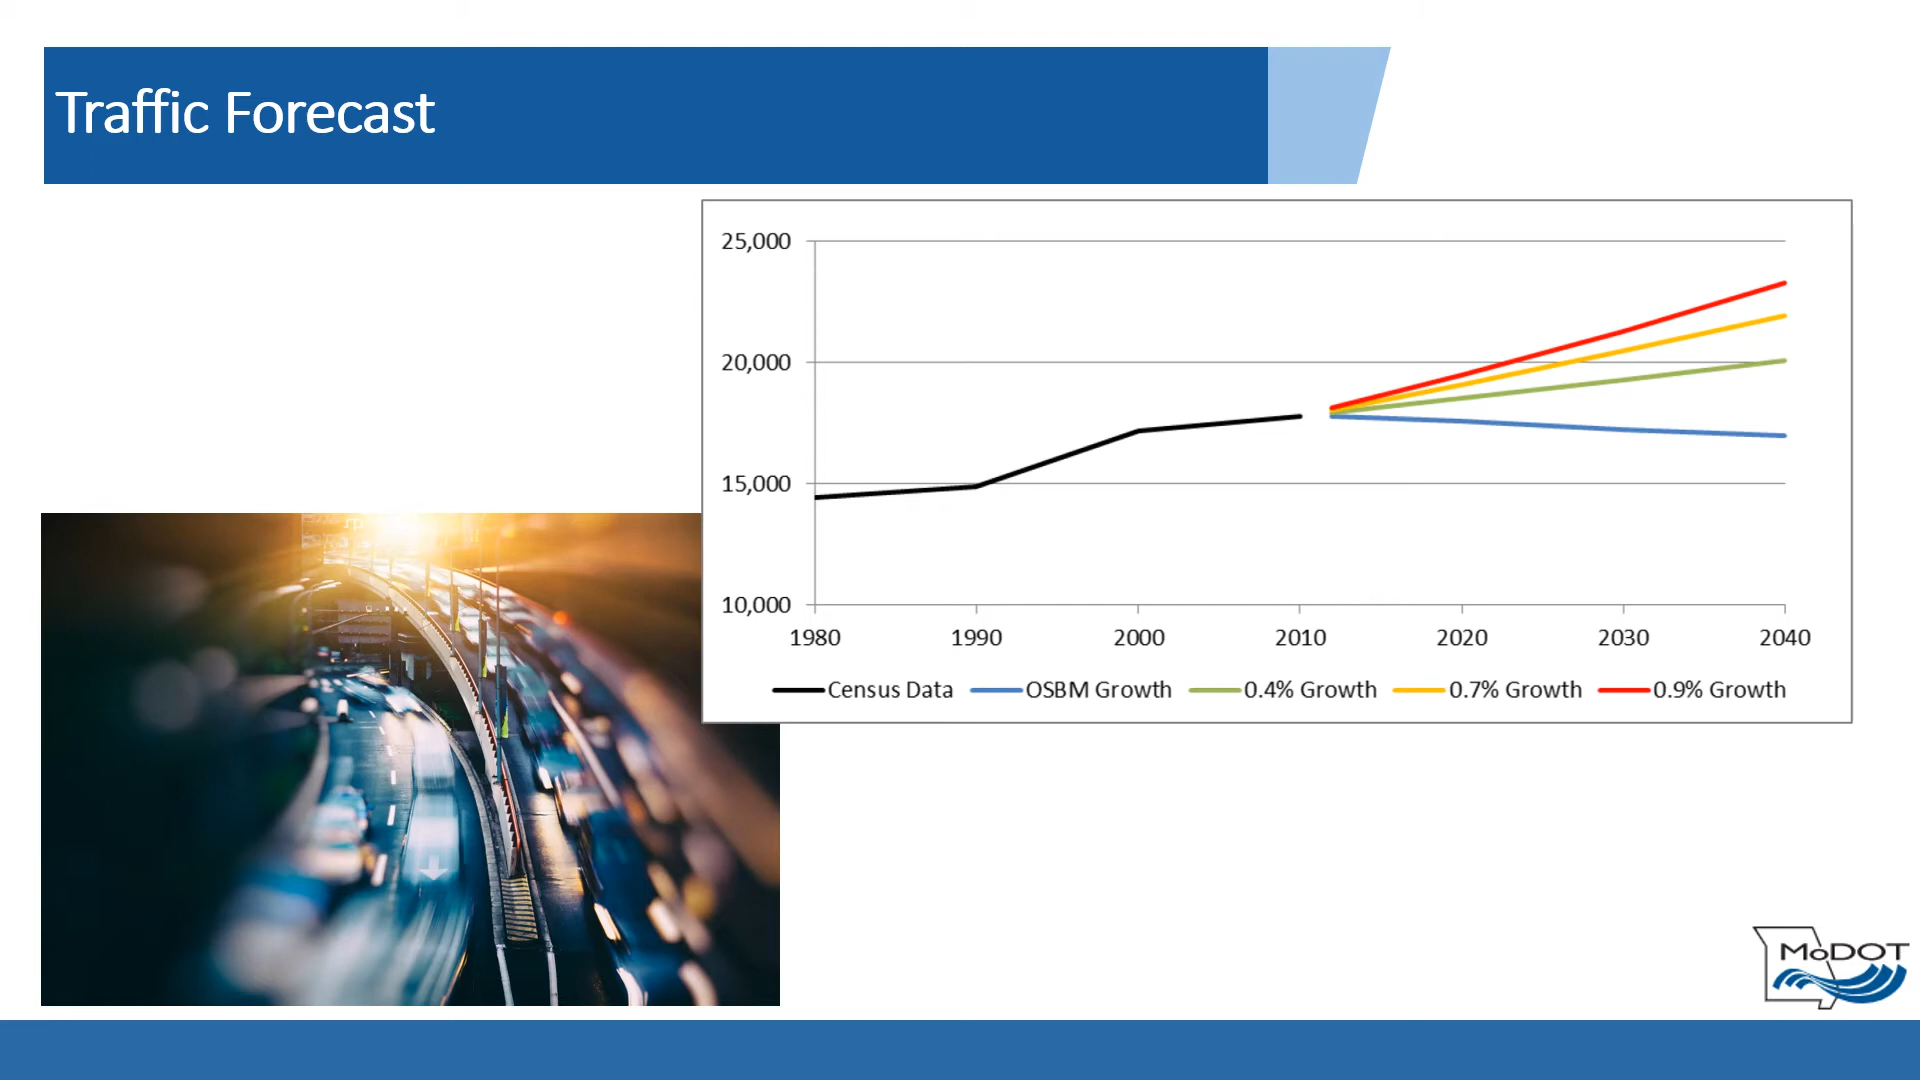 Traffic Forecast
25,000
20,000
15,000
10,000
1980 1990 2000 2010 2020 2030 2040
Census Data OSBM Growth 0.4% Growth 0.7% Growth 0.9% Growth
MoDOT